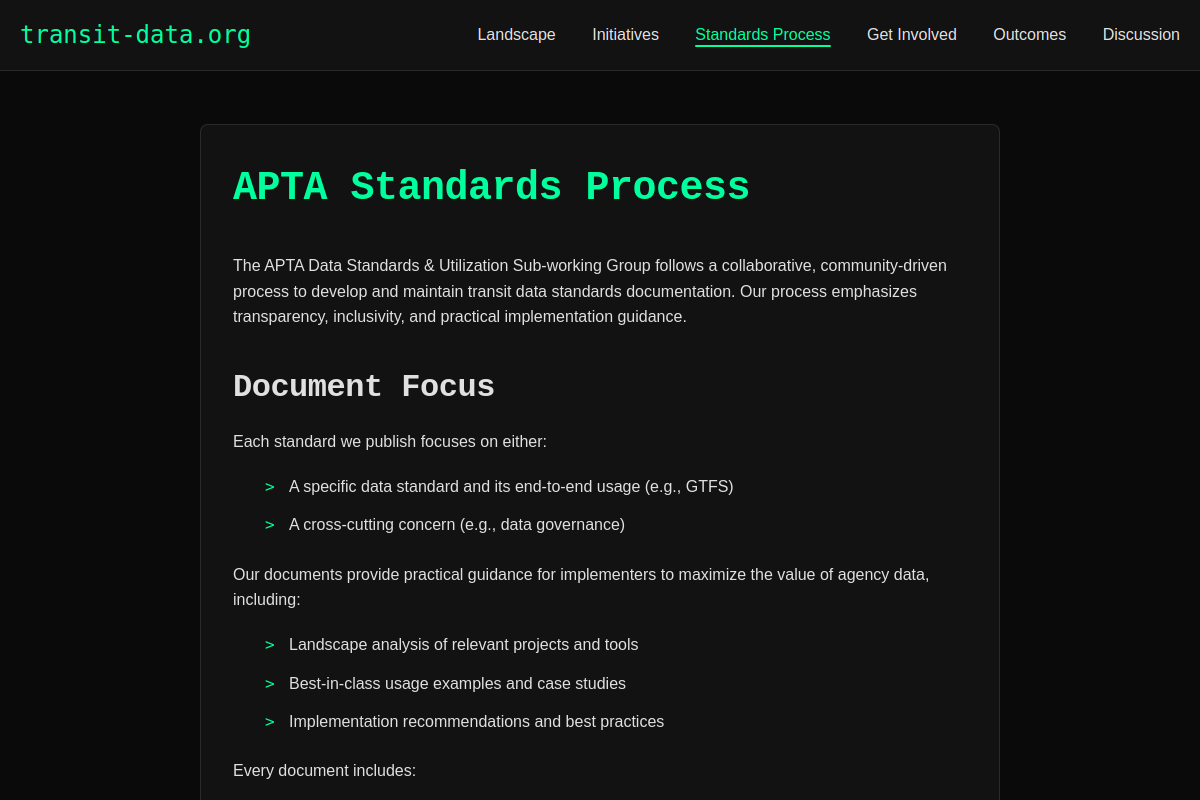 transit-data.org
Landscape Initiatives Standards Process Get Involved Outcomes Discussion
APTA Standards Process
The APTA Data Standards & Utilization Sub-working Group follows a collaborative, community-driven
process to develop and maintain transit data standards documentation. Our process emphasizes
transparency, inclusivity, and practical implementation guidance.
Document Focus
Each standard we publish focuses on either:
> A specific data standard and its end-to-end usage (e.g., GTFS)
> A cross-cutting concern (e.g., data governance)
Our documents provide practical guidance for implementers to maximize the value of agency data,
including:
> Landscape analysis of relevant projects and tools
> Best-in-class usage examples and case studies
> Implementation recommendations and best practices
Every document includes: